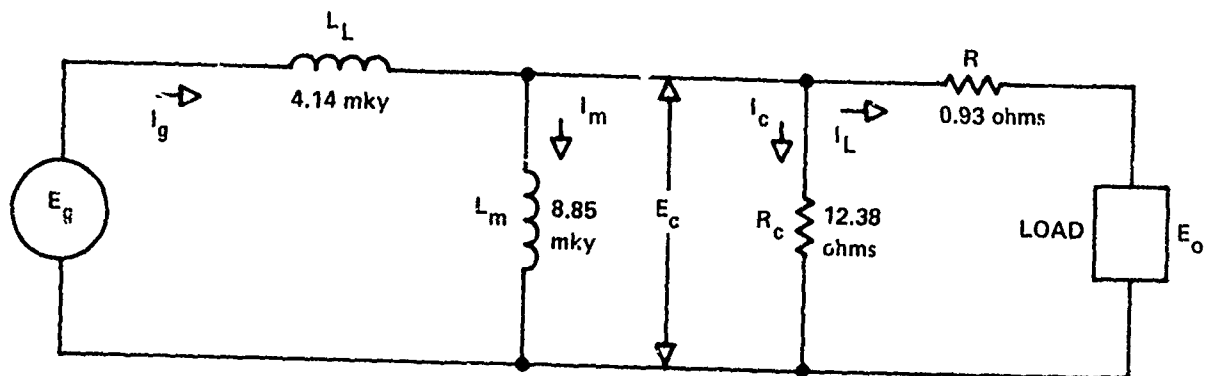 L_L
4.14 mky
I_g
E_g
L_m
8.85
mky
I_m
E_c
I_c
I_L
R_c
12.38
ohms
R
0.93 ohms
LOAD
E_o